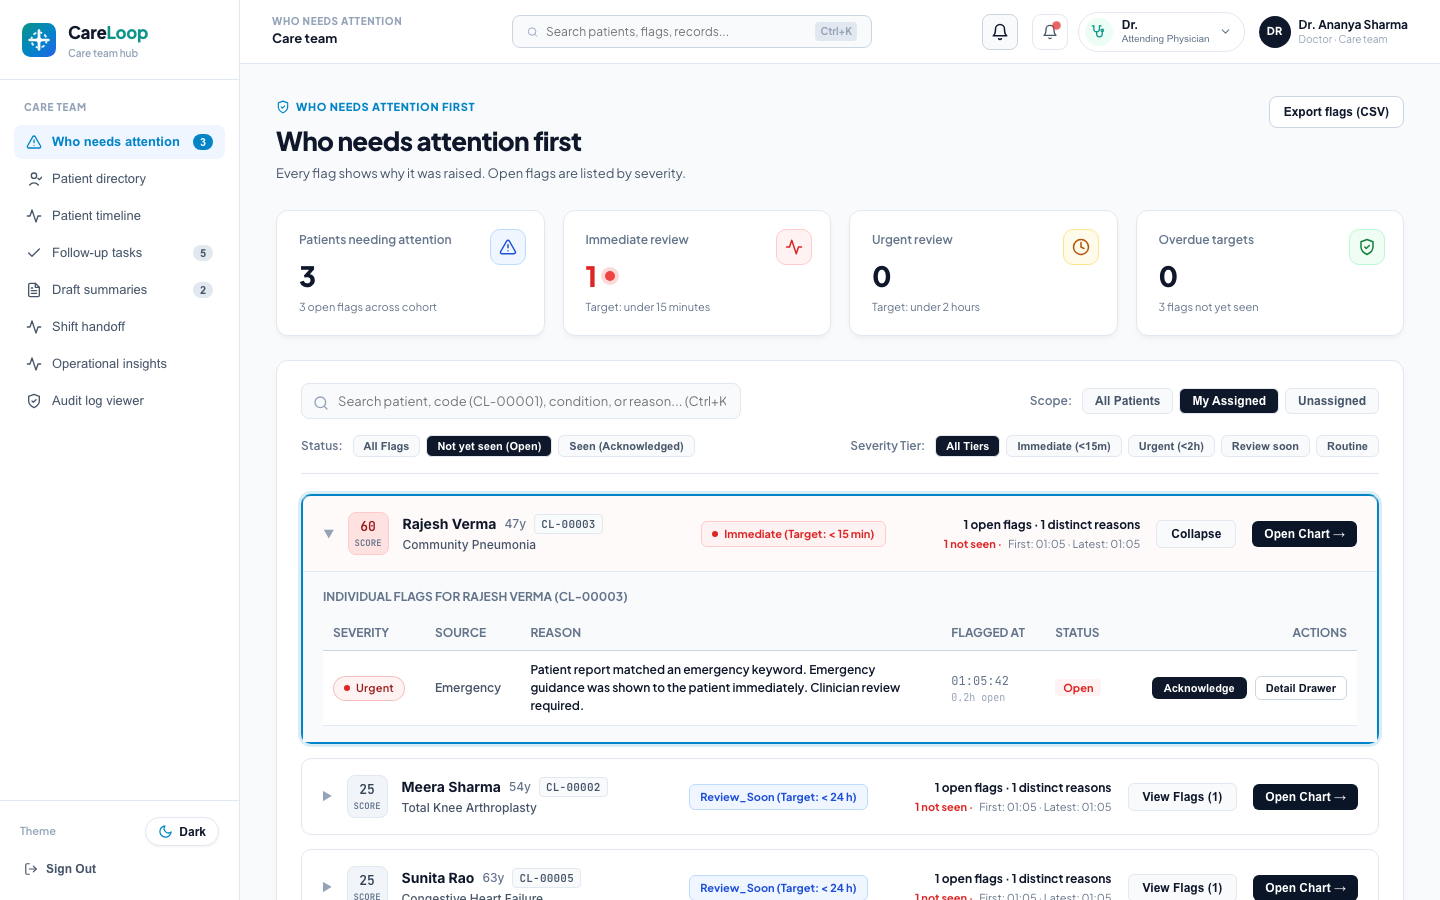 CareLoop
Care team hub
CARE TEAM
Who needs attention 3
Patient directory
Patient timeline
Follow-up tasks 5
Draft summaries 2
Shift handoff
Operational insights
Audit log viewer
Theme
Dark
Sign Out
WHO NEEDS ATTENTION
Care team
Search patients, flags, records... Ctrl+K
Dr.
Attending Physician
DR
Dr. Ananya Sharma
Doctor · Care team
WHO NEEDS ATTENTION FIRST
Who needs attention first
Every flag shows why it was raised. Open flags are listed by severity.
Export flags (CSV)
Patients needing attention
3
3 open flags across cohort
Immediate review
1
Target: under 15 minutes
Urgent review
0
Target: under 2 hours
Overdue targets
0
3 flags not yet seen
Search patient, code (CL-00001), condition, or reason... (Ctrl+K
Scope: All Patients My Assigned Unassigned
Status: All Flags Not yet seen (Open) Seen (Acknowledged)
Severity Tier: All Tiers Immediate (<15m) Urgent (<2h) Review soon Routine
60
SCORE
Rajesh Verma 47y CL-00003
Community Pneumonia
Immediate (Target: < 15 min)
1 open flags · 1 distinct reasons
1 not seen · First: 01:05 · Latest: 01:05
Collapse
Open Chart →
INDIVIDUAL FLAGS FOR RAJESH VERMA (CL-00003)
SEVERITY SOURCE REASON FLAGGED AT STATUS ACTIONS
Urgent
Emergency
Patient report matched an emergency keyword. Emergency
guidance was shown to the patient immediately. Clinician review
required.
01:05:42
0.2h open
Open
Acknowledge
Detail Drawer
25
SCORE
Meera Sharma 54y CL-00002
Total Knee Arthroplasty
Review_Soon (Target: < 24 h)
1 open flags · 1 distinct reasons
1 not seen · First: 01:05 · Latest: 01:05
View Flags (1)
Open Chart →
25
SCORE
Sunita Rao 63y CL-00005
Congestive Heart Failure
Review_Soon (Target: < 24 h)
1 open flags · 1 distinct reasons
1 not seen · First: 01:05 · Latest: 01:05
View Flags (1)
Open Chart →